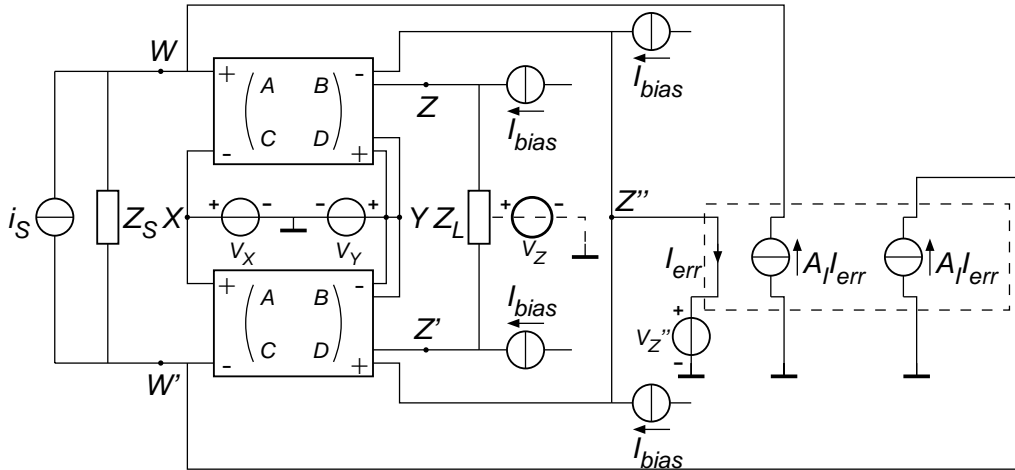 W
+ A B -
C D
- +
Z
I_bias
I_bias
i_S
Z_S
X
+ - - +
V_X V_Y
Y
Z_L
+ -
V_Z
Z''
I_err
A_I I_err
A_I I_err
+ A B -
C D
- +
Z'
I_bias
+
V_Z''
-
W'
I_bias